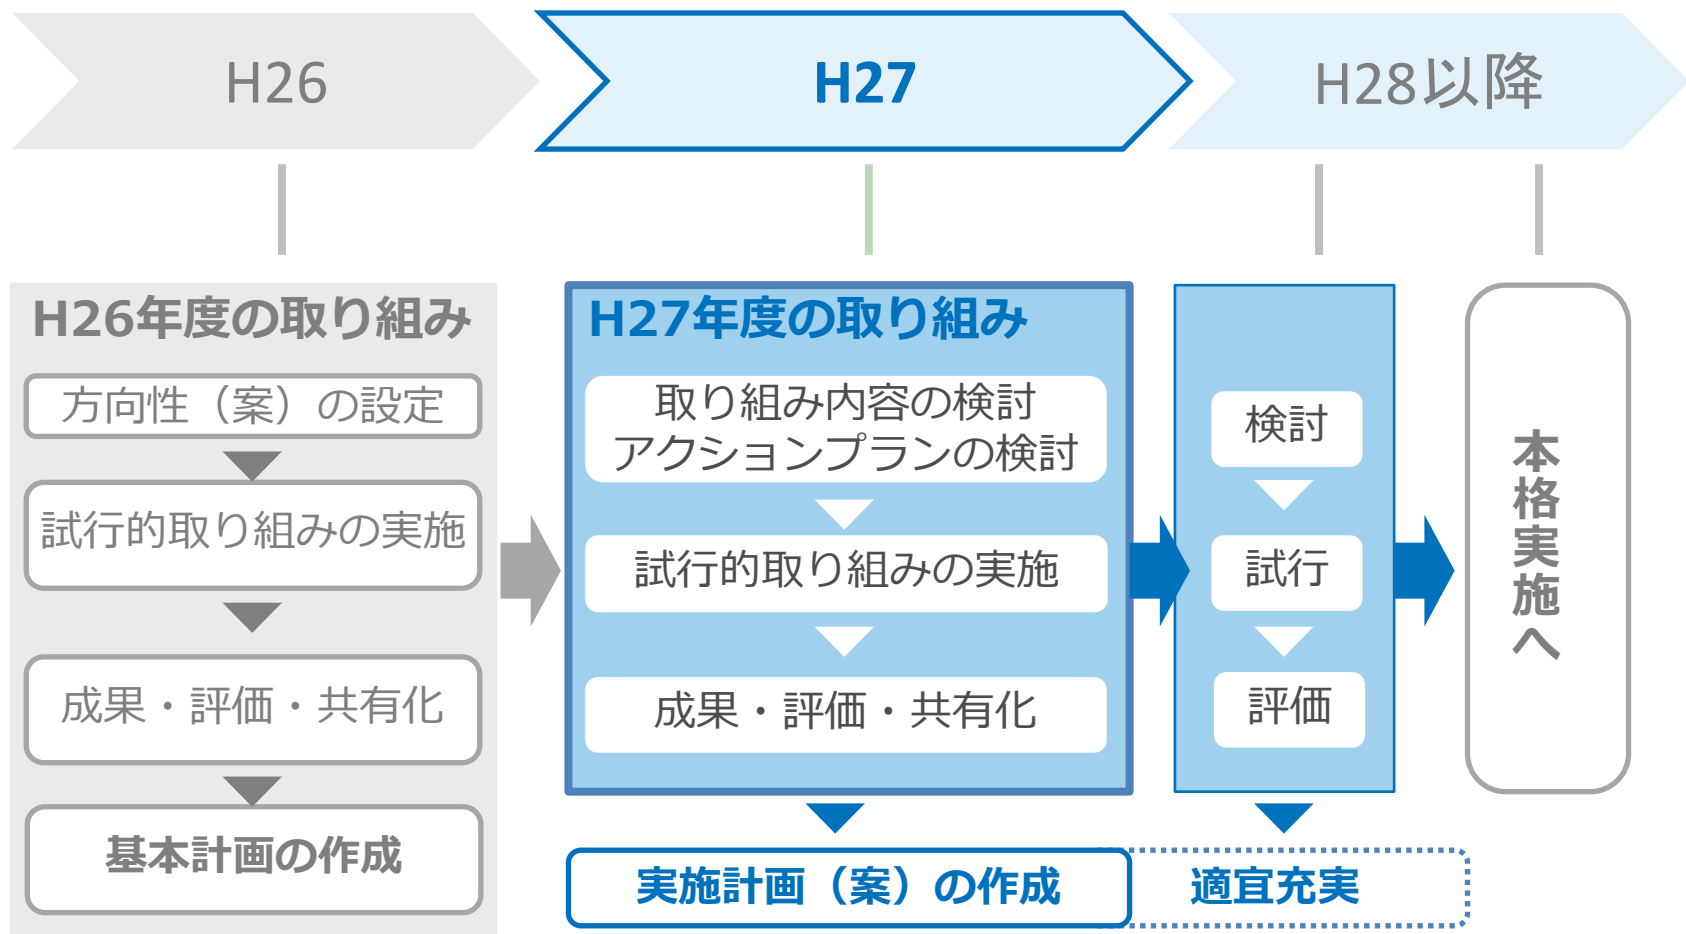 H26
H27
H28以降
H26年度の取り組み
方向性（案）の設定
試行的取り組みの実施
成果・評価・共有化
基本計画の作成
H27年度の取り組み
取り組み内容の検討
アクションプランの検討
試行的取り組みの実施
成果・評価・共有化
実施計画（案）の作成
検討
試行
評価
適宜充実
本格実施へ